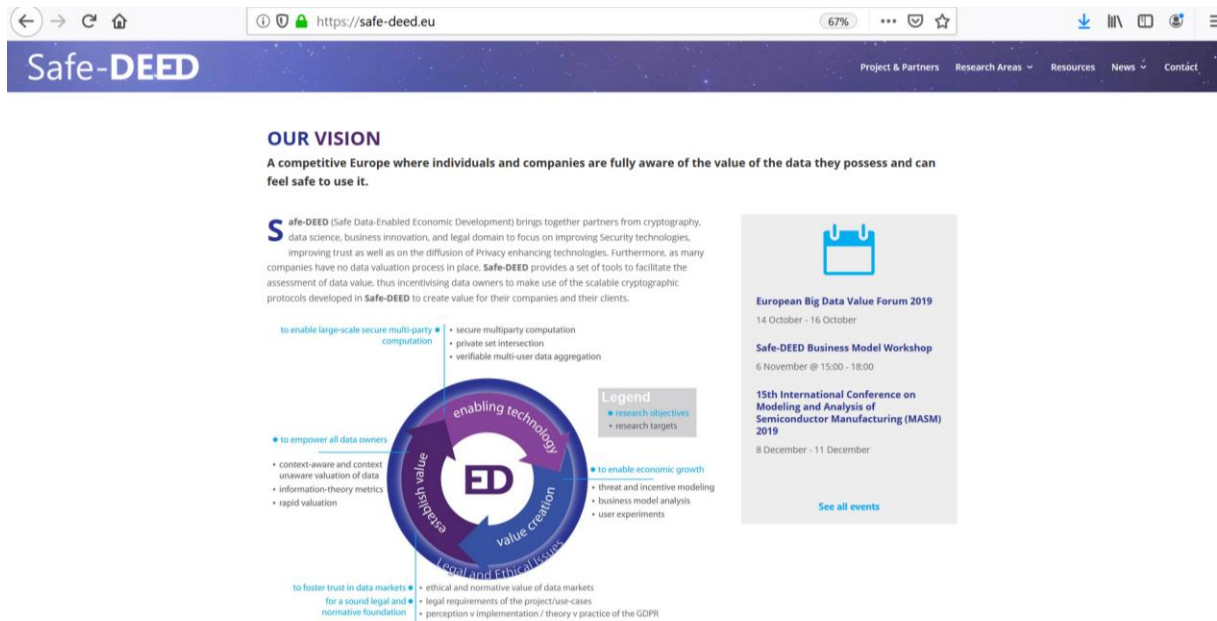 https://safe-deed.eu
67%
Safe-DEED
Project & Partners Research Areas Resources News Contact
OUR VISION
A competitive Europe where individuals and companies are fully aware of the value of the data they possess and can
feel safe to use it.
Safe-DEED (Safe Data-Enabled Economic Development) brings together partners from cryptography,
data science, business innovation, and legal domain to focus on improving Security technologies,
improving trust as well as on the diffusion of Privacy enhancing technologies. Furthermore, as many
companies have no data valuation process in place, Safe-DEED provides a set of tools to facilitate the
assessment of data value, thus incentivising data owners to make use of the scalable cryptographic
protocols developed in Safe-DEED to create value for their companies and their clients.
to enable large-scale secure multi-party
computation
• secure multiparty computation
• private set intersection
• verifiable multi-user data aggregation
Legend
• research objectives
• research targets
enabling technology
value creation
establish value
ED
Legal and Ethical Issues
• to empower all data owners
• context-aware and context
unaware valuation of data
• information-theory metrics
• rapid valuation
• to enable economic growth
• threat and incentive modeling
• business model analysis
• user experiments
to foster trust in data markets •
for a sound legal and •
normative foundation
• ethical and normative value of data markets
• legal requirements of the project/use-cases
• perception v implementation / theory v practice of the GDPR
European Big Data Value Forum 2019
14 October - 16 October
Safe-DEED Business Model Workshop
6 November @ 15:00 - 18:00
15th International Conference on
Modeling and Analysis of
Semiconductor Manufacturing (MASM)
2019
8 December - 11 December
See all events